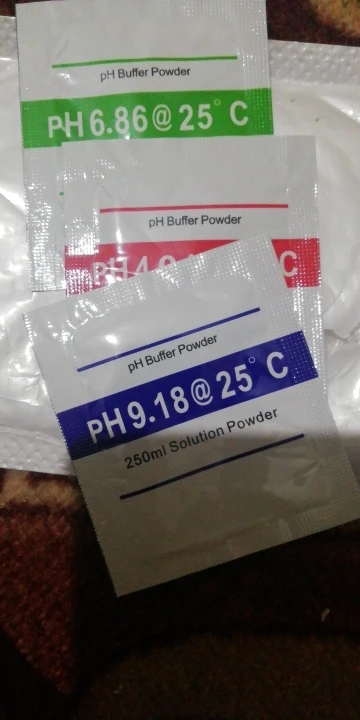 pH Buffer Powder
PH 6.86@ 25° C
pH Buffer Powder
C
pH Buffer Powder
PH 9.18@ 25° C
250ml Solution Powder